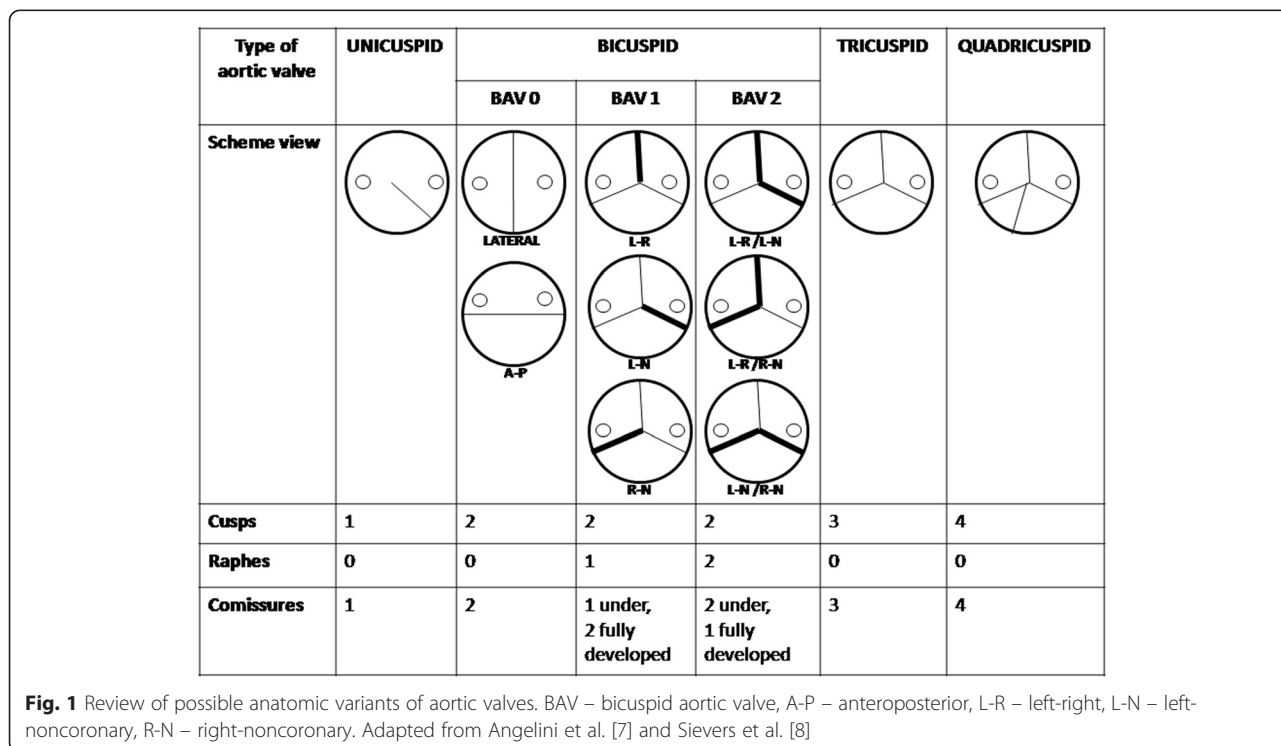 Type of aortic valve UNICUSPID BICUSPID TRICUSPID QUADRICUSPID
BAV 0 BAV 1 BAV 2
Scheme view
LATERAL L-R L-R/L-N
A-P L-N L-R/R-N
R-N L-N/R-N
Cusps 1 2 2 2 3 4
Raphes 0 0 1 2 0 0
Comissures 1 2 1 under, 2 fully developed 2 under, 1 fully developed 3 4
Fig. 1 Review of possible anatomic variants of aortic valves. BAV – bicuspid aortic valve, A-P – anteroposterior, L-R – left-right, L-N – left-
noncoronary, R-N – right-noncoronary. Adapted from Angelini et al. [7] and Sievers et al. [8]